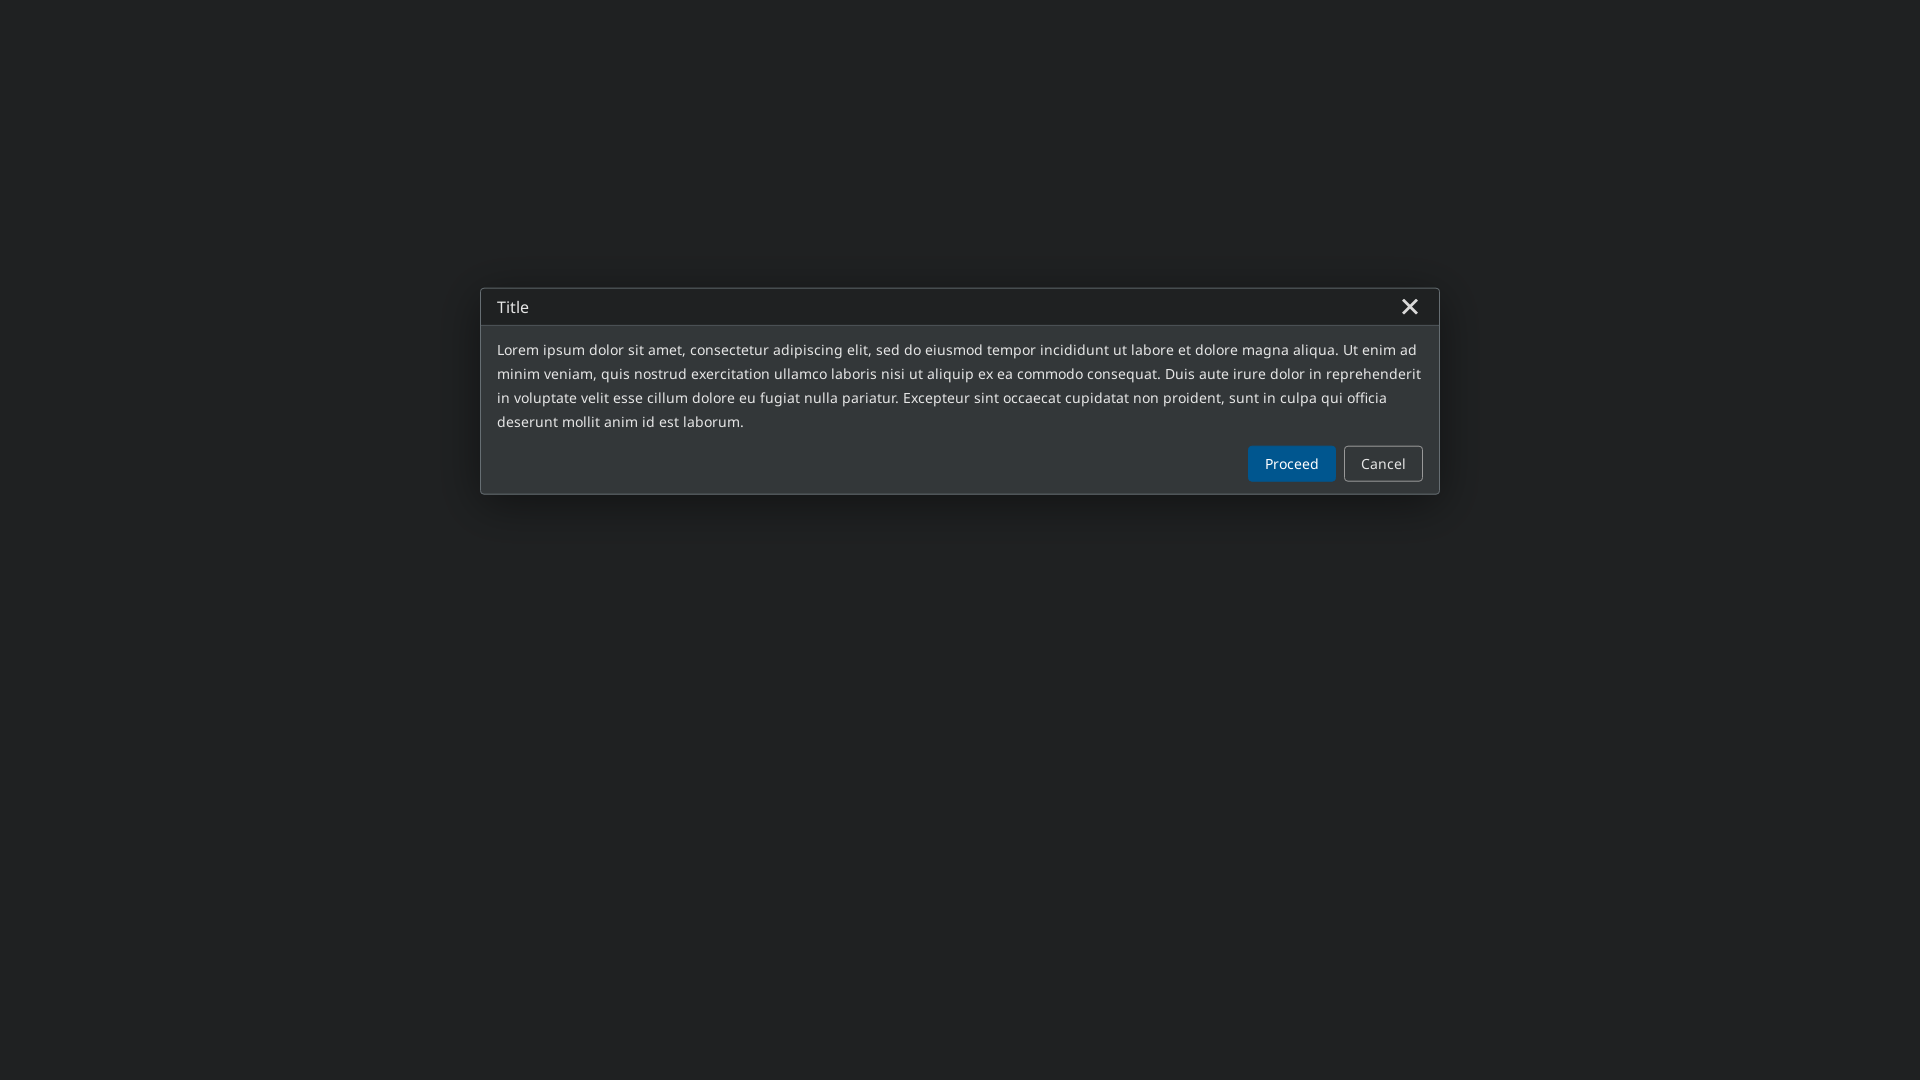 Title
Lorem ipsum dolor sit amet, consectetur adipiscing elit, sed do eiusmod tempor incididunt ut labore et dolore magna aliqua. Ut enim ad
minim veniam, quis nostrud exercitation ullamco laboris nisi ut aliquip ex ea commodo consequat. Duis aute irure dolor in reprehenderit
in voluptate velit esse cillum dolore eu fugiat nulla pariatur. Excepteur sint occaecat cupidatat non proident, sunt in culpa qui officia
deserunt mollit anim id est laborum.
Proceed Cancel